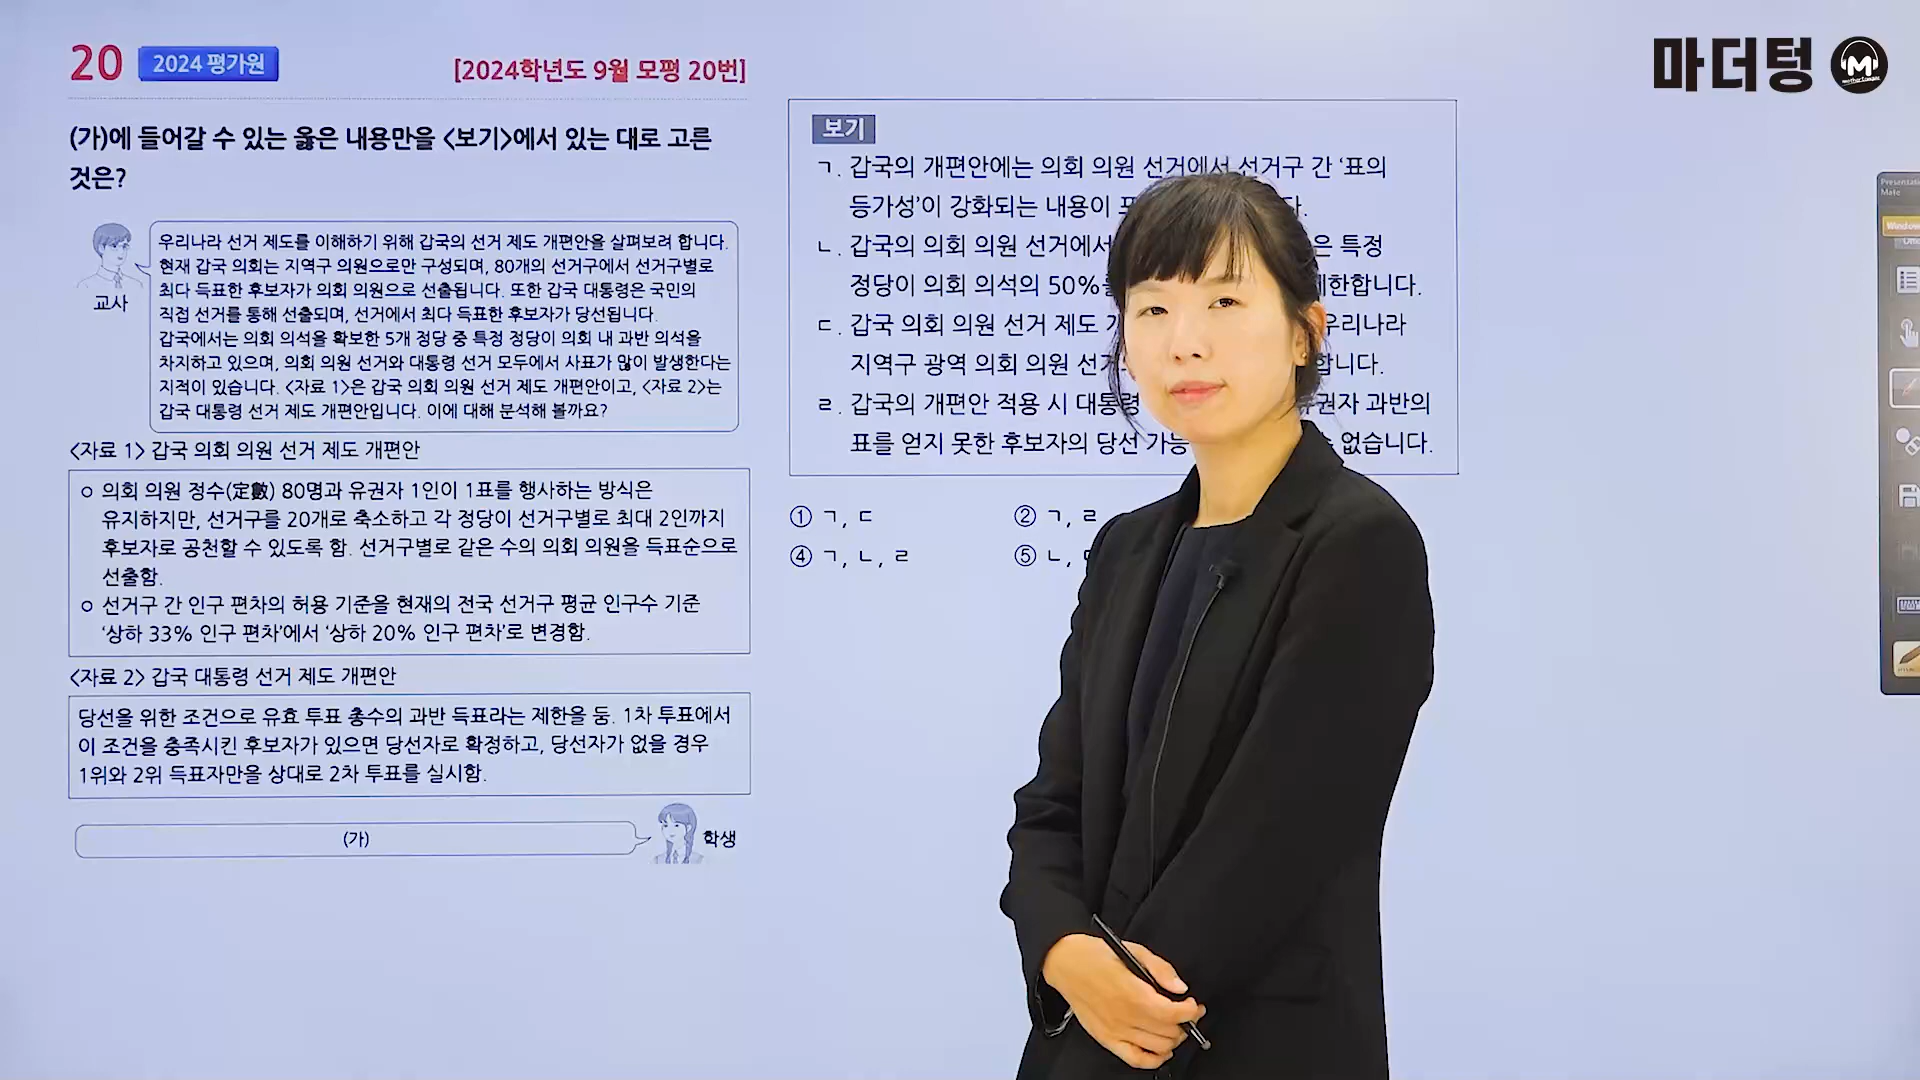 20 2024 평가원 [2024학년도 9월 모평 20번]
(가)에 들어갈 수 있는 옳은 내용만을 <보기>에서 있는 대로 고른
것은?
우리나라 선거 제도를 이해하기 위해 갑국의 선거 제도 개편안을 살펴보려 합니다.
현재 갑국 의회는 지역구 의원으로만 구성되며, 80개의 선거구에서 선거구별로
최다 득표한 후보자가 의회 의원으로 선출됩니다. 또한 갑국 대통령은 국민의
직접 선거를 통해 선출되며, 선거에서 최다 득표한 후보자가 당선됩니다.
갑국에서는 의회 의석을 확보한 5개 정당 중 특정 정당이 의회 내 과반 의석을
차지하고 있으며, 의회 의원 선거와 대통령 선거 모두에서 사표가 많이 발생한다는
지적이 있습니다. <자료 1>은 갑국 의회 의원 선거 제도 개편안이고, <자료 2>는
갑국 대통령 선거 제도 개편안입니다. 이에 대해 분석해 볼까요?
교사
<자료 1> 갑국 의회 의원 선거 제도 개편안
○ 의회 의원 정수(定數) 80명과 유권자 1인이 1표를 행사하는 방식은
유지하지만, 선거구를 20개로 축소하고 각 정당이 선거구별로 최대 2인까지
후보자로 공천할 수 있도록 함. 선거구별로 같은 수의 의회 의원을 득표순으로
선출함.
○ 선거구 간 인구 편차의 허용 기준을 현재의 전국 선거구 평균 인구수 기준
‘상하 33% 인구 편차’에서 ‘상하 20% 인구 편차’로 변경함.
<자료 2> 갑국 대통령 선거 제도 개편안
당선을 위한 조건으로 유효 투표 총수의 과반 득표라는 제한을 둠. 1차 투표에서
이 조건을 충족시킨 후보자가 있으면 당선자로 확정하고, 당선자가 없을 경우
1위와 2위 득표자만을 상대로 2차 투표를 실시함.
(가)
학생
보기
ㄱ. 갑국의 개편안에는 의회 의원 선거에서 선거구 간 ‘표의
등가성’이 강화되는 내용이
ㄴ. 갑국의 의회 의원 선거에서 특정
정당이 의회 의석의 50%
ㄷ. 갑국 의회 의원 선거 제도 우리나라
지역구 광역 의회 의원
ㄹ. 갑국의 개편안 적용 시 대통령 과반의
표를 얻지 못한 후보자의 당선 없습니다.
① ㄱ, ㄷ ② ㄱ, ㄹ
④ ㄱ, ㄴ, ㄹ ⑤ ㄴ,
마더텅
M